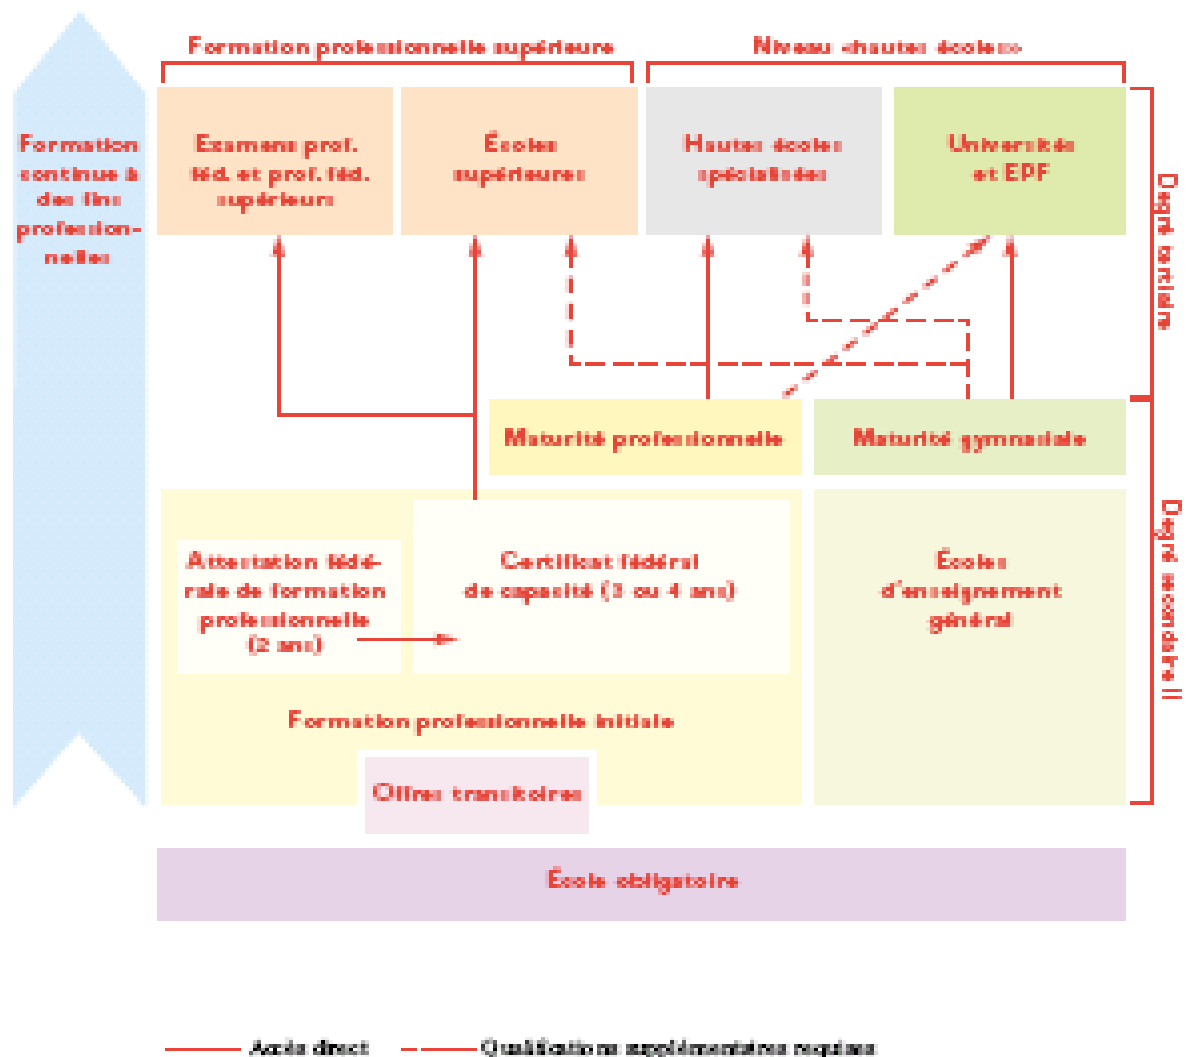 Formation professionnelle supérieure
Niveau «hautes écoles»
Formation
continue à
des fins
profession-
nelles
Examens prof.
féd. et prof. féd.
supérieurs
Écoles
supérieures
Hautes écoles
spécialisées
Universités
et EPF
Degré tertiaire
Maturité professionnelle
Maturité gymnasiale
Attestation fédé-
rale de formation
professionnelle
(2 ans)
Certificat fédéral
de capacité (3 ou 4 ans)
Écoles
d'enseignement
général
Degré secondaire II
Formation professionnelle initiale
Offres transitoires
École obligatoire
Accès direct
Qualifications supplémentaires requises